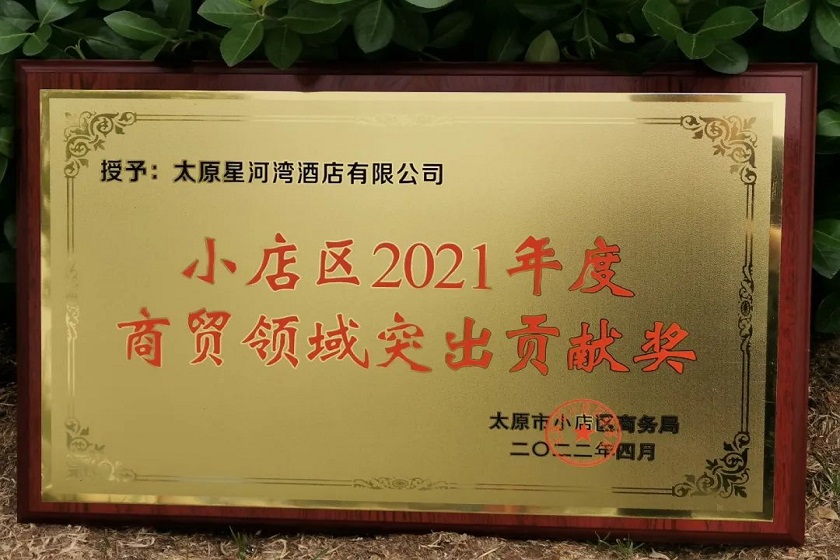 授予：太原星河湾酒店有限公司
小店区2021年度
商贸领域突出贡献奖
太原市小店区商务局
二〇二二年四月